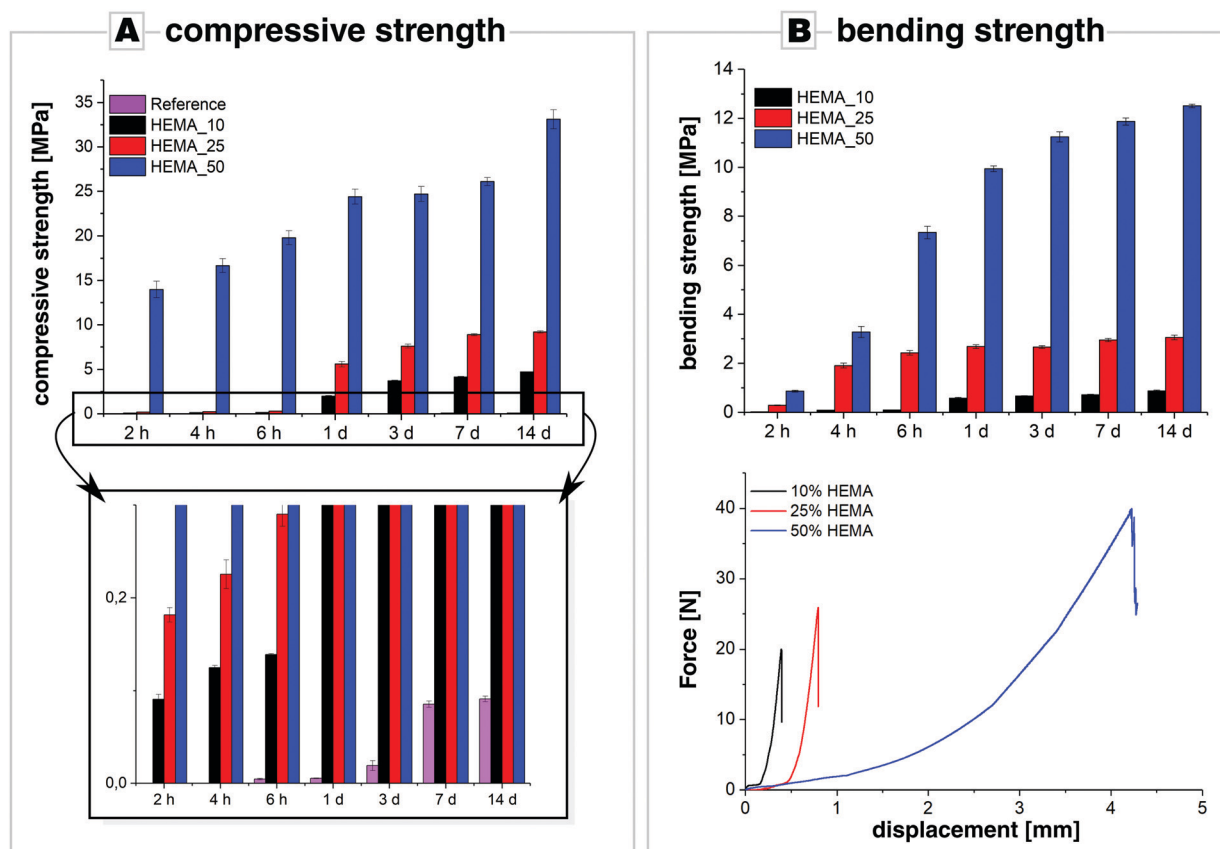 A compressive strength
compressive strength [MPa]
35
30
25
20
15
10
5
0
Reference
HEMA_10
HEMA_25
HEMA_50
2 h 4 h 6 h 1 d 3 d 7 d 14 d
0,2
0,0
2 h 4 h 6 h 1 d 3 d 7 d 14 d
B bending strength
bending strength [MPa]
14
12
10
8
6
4
2
0
HEMA_10
HEMA_25
HEMA_50
2 h 4 h 6 h 1 d 3 d 7 d 14 d
Force [N]
40
30
20
10
0
10% HEMA
25% HEMA
50% HEMA
0 1 2 3 4 5
displacement [mm]